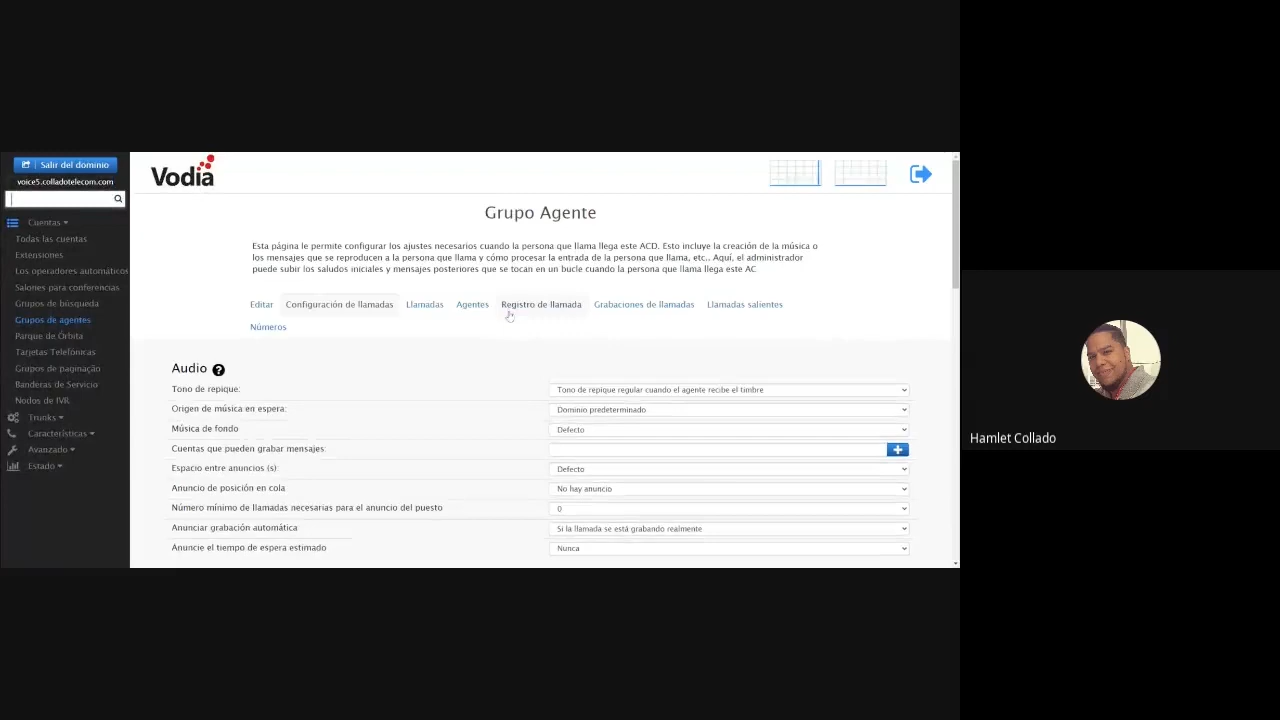 Salir del dominio
voice5.colladotelecom.com
Cuentas
Todas las cuentas
Extensiones
Los operadores automáticos
Salones para conferencias
Grupos de búsqueda
Grupos de agentes
Parque de Órbita
Tarjetas Telefónicas
Grupos de paginação
Banderas de Servicio
Nodos de IVR
Trunks
Características
Avanzado
Estado
Vodia
Grupo Agente
Esta página le permite configurar los ajustes necesarios cuando la persona que llama llega este ACD. Esto incluye la creación de la música o
los mensajes que se reproducen a la persona que llama y cómo procesar la entrada de la persona que llama, etc.. Aquí, el administrador
puede subir los saludos iniciales y mensajes posteriores que se tocan en un bucle cuando la persona que llama llega este AC
Editar Configuración de llamadas Llamadas Agentes Registro de llamada Grabaciones de llamadas Llamadas salientes
Números
Audio ?
Tono de repique: Tono de repique regular cuando el agente recibe el timbre
Origen de música en espera: Dominio predeterminado
Música de fondo Defecto
Cuentas que pueden grabar mensajes:
Espacio entre anuncios (s): Defecto
Anuncio de posición en cola No hay anuncio
Número mínimo de llamadas necesarias para el anuncio del puesto 0
Anunciar grabación automática Si la llamada se está grabando realmente
Anuncie el tiempo de espera estimado Nunca
Hamlet Collado